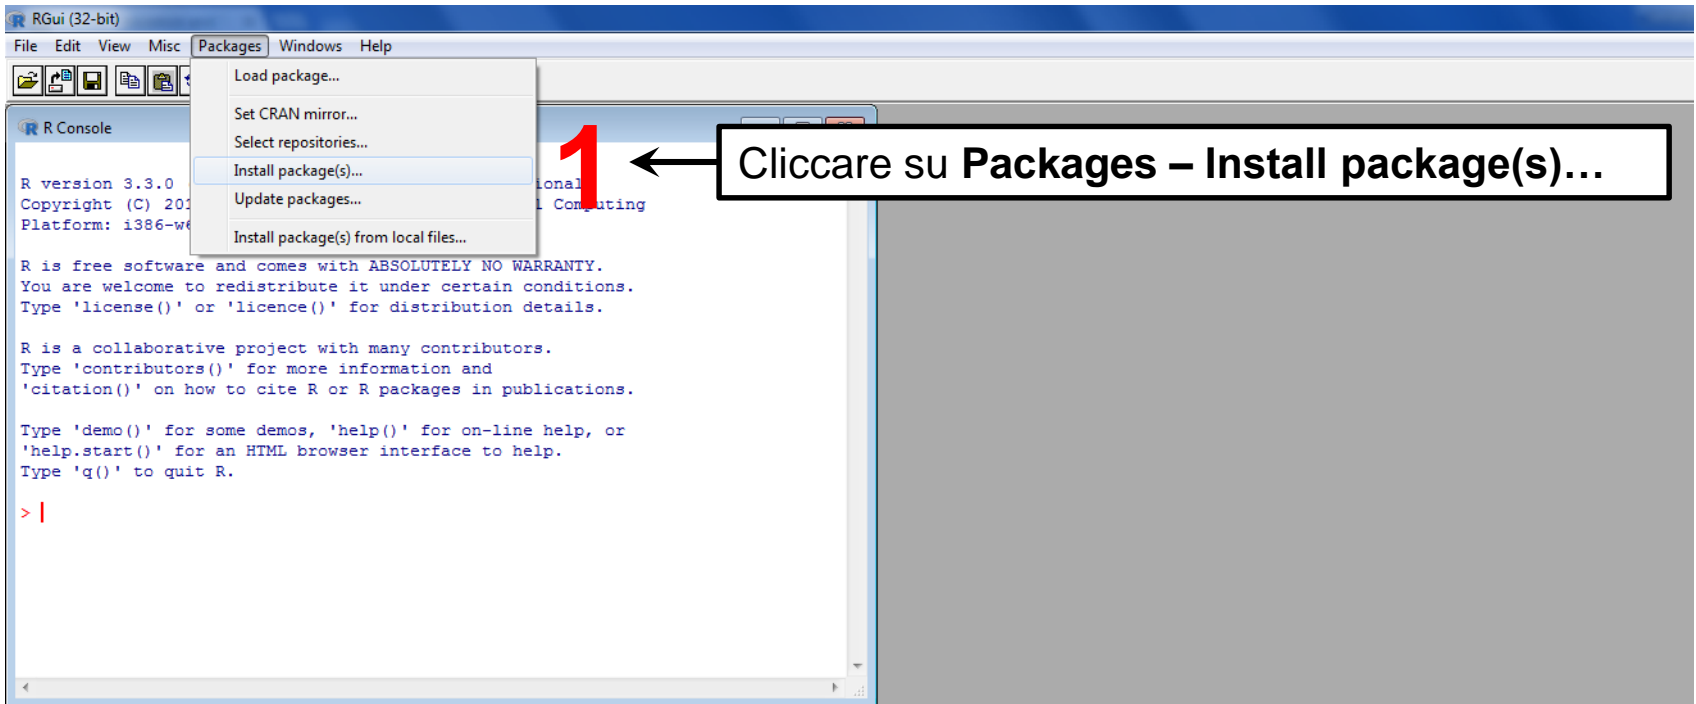 RGui (32-bit)
File Edit View Misc Packages Windows Help
Load package...
Set CRAN mirror...
Select repositories...
Install package(s)...
Update packages...
Install package(s) from local files...
R Console
1
Cliccare su Packages – Install package(s)…
R version 3.3.0
Copyright (C) 201 Computing
Platform: i386-w
R is free software and comes with ABSOLUTELY NO WARRANTY.
You are welcome to redistribute it under certain conditions.
Type 'license()' or 'licence()' for distribution details.
R is a collaborative project with many contributors.
Type 'contributors()' for more information and
'citation()' on how to cite R or R packages in publications.
Type 'demo()' for some demos, 'help()' for on-line help, or
'help.start()' for an HTML browser interface to help.
Type 'q()' to quit R.
>